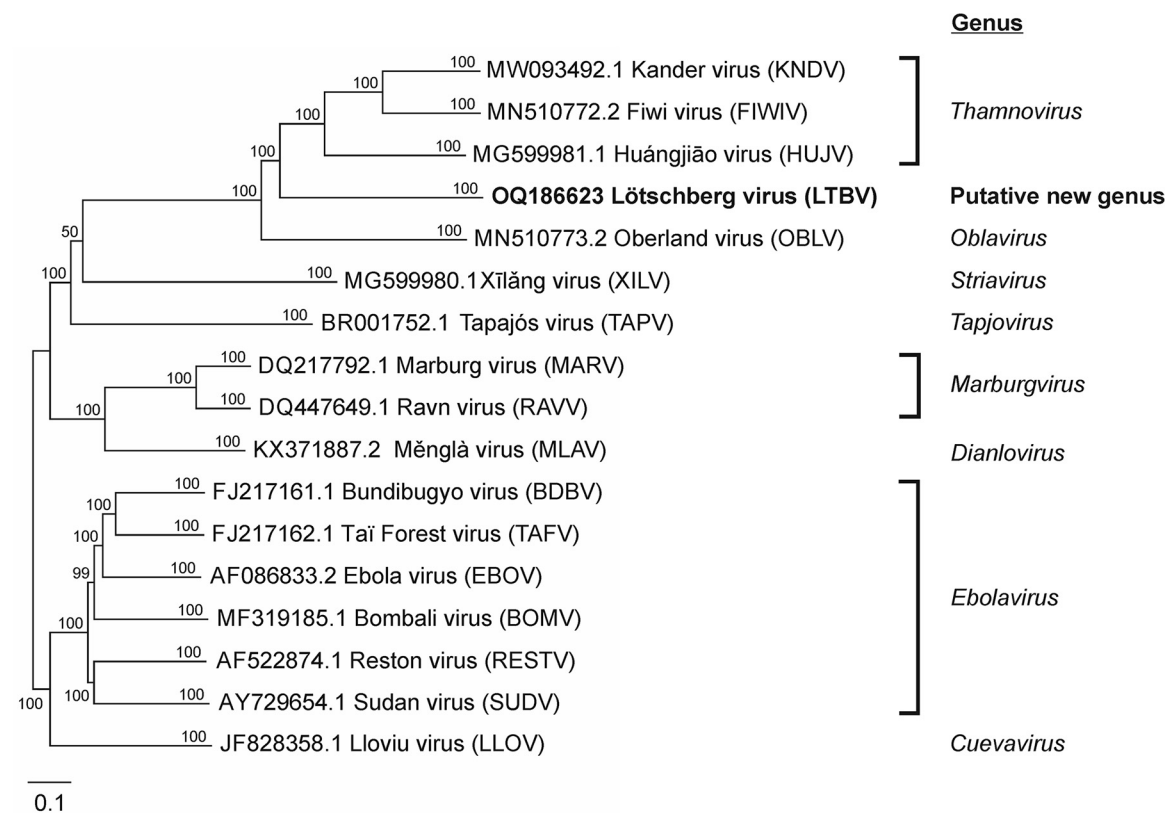 Genus
100 100 MW093492.1 Kander virus (KNDV)
100 100 MN510772.2 Fiwi virus (FIWIV) Thamnovirus
100 100 MG599981.1 Huángjiāo virus (HUJV)
100 100 OQ186623 Lötschberg virus (LTBV) Putative new genus
50 100 MN510773.2 Oberland virus (OBLV) Oblavirus
100 100 MG599980.1Xīlǎng virus (XILV) Striavirus
100 BR001752.1 Tapajós virus (TAPV) Tapjovirus
100 100 DQ217792.1 Marburg virus (MARV)
Marburgvirus
100 100 DQ447649.1 Ravn virus (RAVV)
100 KX371887.2 Měnglà virus (MLAV) Dianlovirus
100 100 FJ217161.1 Bundibugyo virus (BDBV)
100 100 FJ217162.1 Taï Forest virus (TAFV)
99 100 AF086833.2 Ebola virus (EBOV)
Ebolavirus
100 100 MF319185.1 Bombali virus (BOMV)
100 AF522874.1 Reston virus (RESTV)
100 100 100 AY729654.1 Sudan virus (SUDV)
100 JF828358.1 Lloviu virus (LLOV) Cuevavirus
0.1